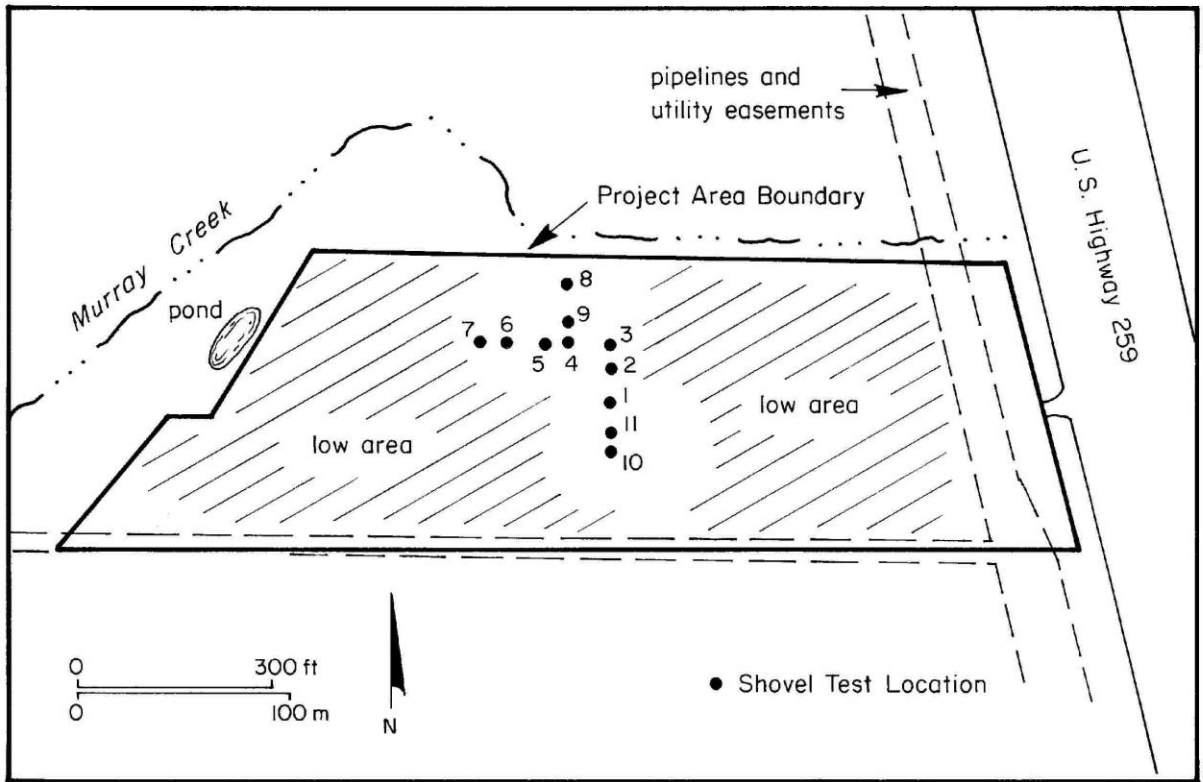 pipelines and
utility easements
U.S. Highway 259
Project Area Boundary
Murray Creek
pond
8
9
7
6
5
4
3
2
1
11
10
low area
low area
0
300 ft
0
100 m
N
Shovel Test Location